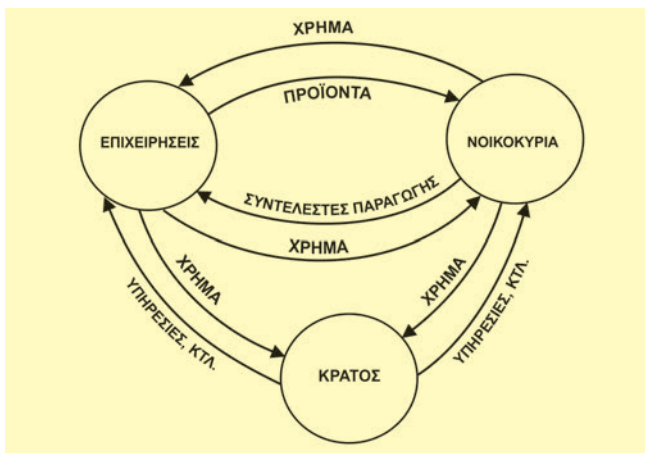 ΧΡΗΜΑ
ΠΡΟΪΟΝΤΑ
ΕΠΙΧΕΙΡΗΣΕΙΣ
ΝΟΙΚΟΚΥΡΙΑ
ΣΥΝΤΕΛΕΣΤΕΣ ΠΑΡΑΓΩΓΗΣ
ΧΡΗΜΑ
ΧΡΗΜΑ
ΧΡΗΜΑ
ΥΠΗΡΕΣΙΕΣ, ΚΤΛ.
ΥΠΗΡΕΣΙΕΣ, ΚΤΛ.
ΚΡΑΤΟΣ